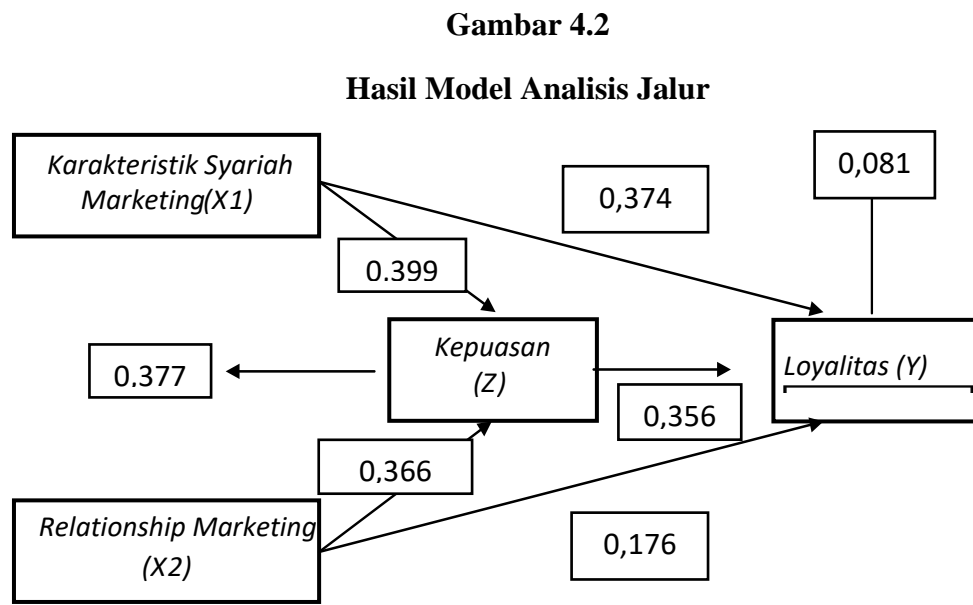 Gambar 4.2
Hasil Model Analisis Jalur
Karakteristik Syariah
Marketing(X1)
0,374
0,081
0.399
Kepuasan
(Z)
0.377
Loyalitas (Y)
0,356
0,366
Relationship Marketing
(X2)
0,176